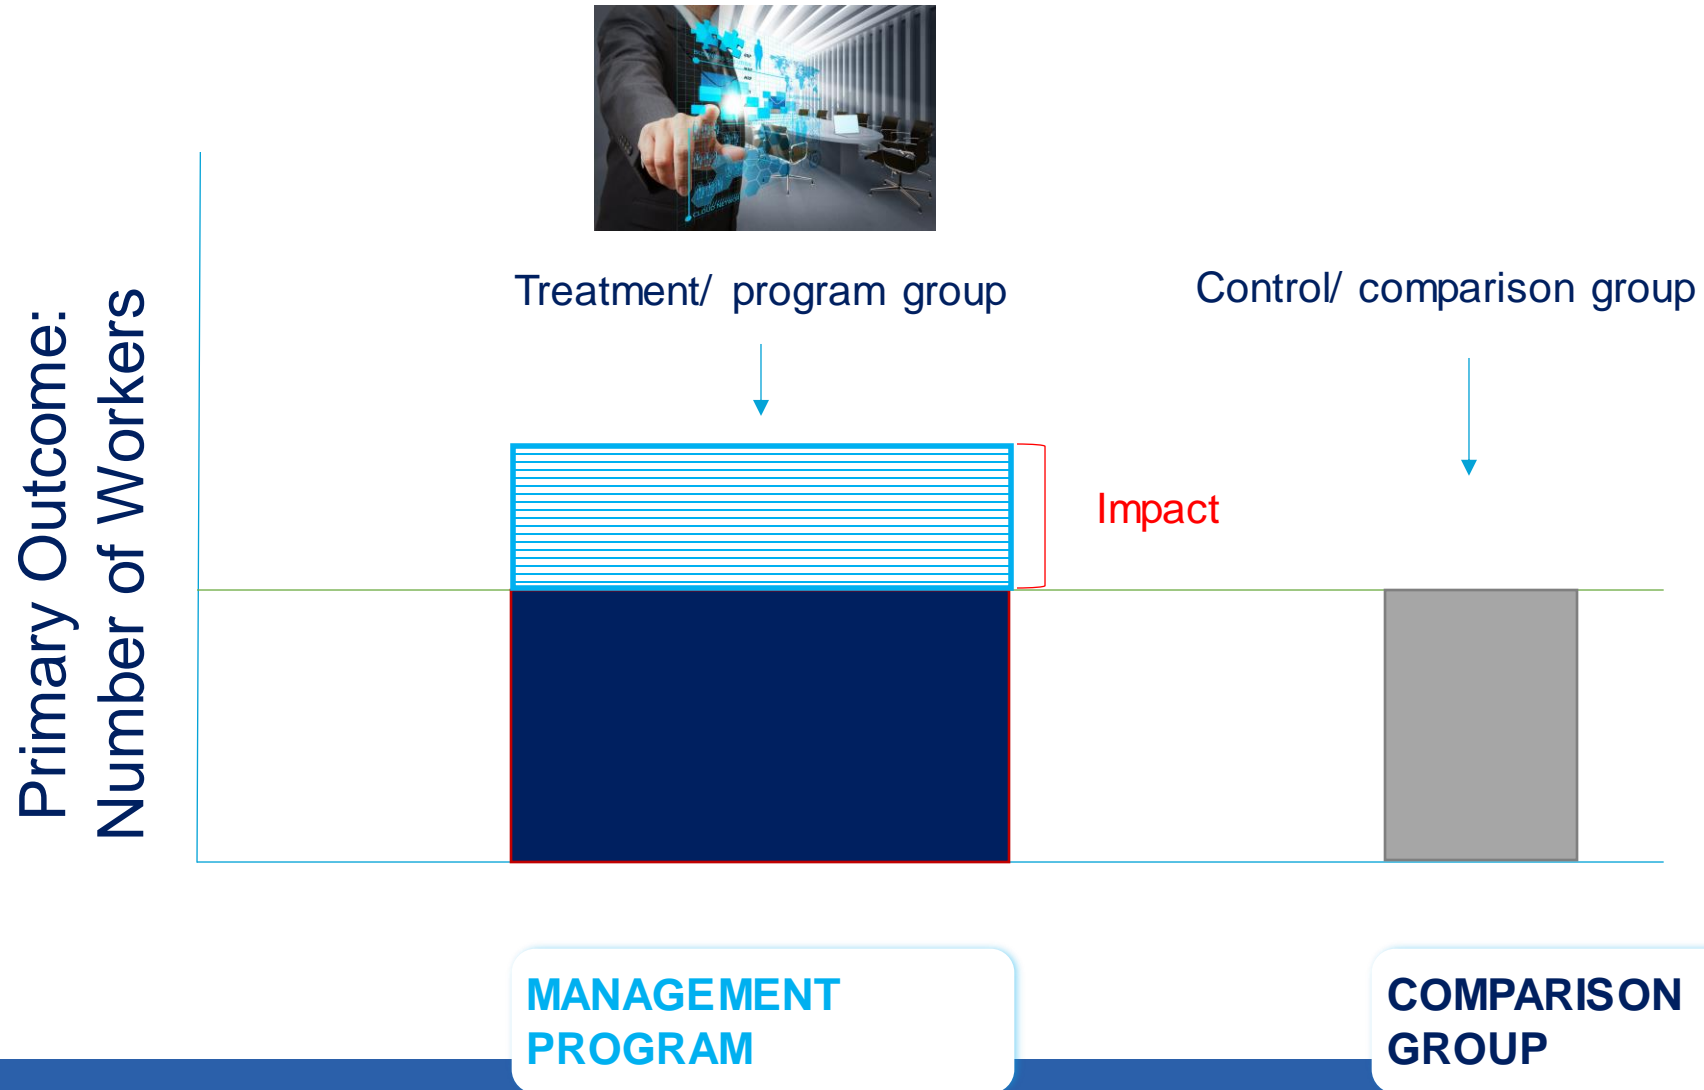 Treatment/ program group
Control/ comparison group
Primary Outcome:
Number of Workers
Impact
MANAGEMENT
PROGRAM
COMPARISON
GROUP